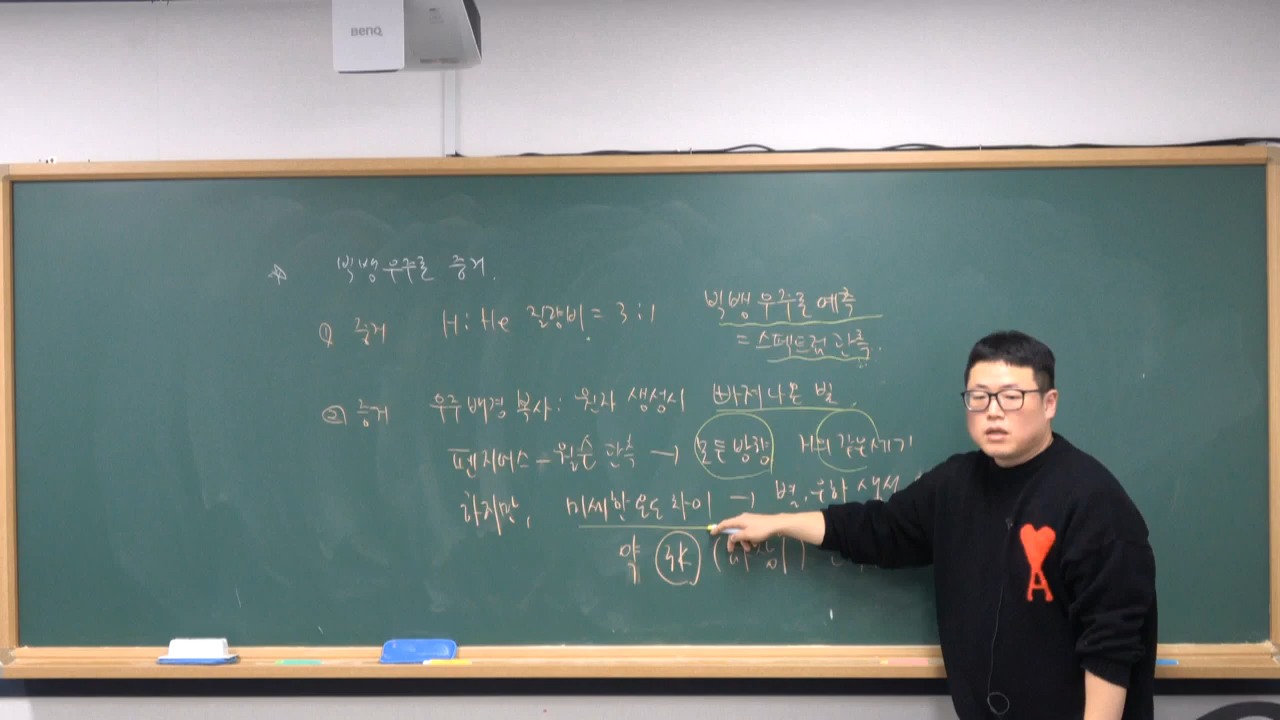 BenQ
☆ 빅뱅우주론 증거.
① 증거 H:He 질량비 = 3:1 빅뱅 우주론 예측
= 스펙트럼 관측.
② 증거 우주 배경 복사: 원자 생성시 빠져나온 빛.
펜지어스 - 윌슨 관측 → 모든 방향 같은세기
하지만, 미세한 온도 차이 → 별, 은하 생성
약 3K
A